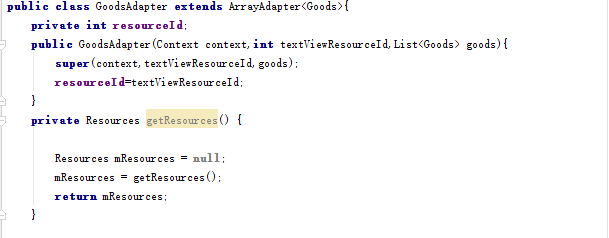 public class GoodsAdapter extends ArrayAdapter<Goods>{
private int resourceId;
public GoodsAdapter(Context context,int textViewResourceId,List<Goods> goods){
super(context,textViewResourceId,goods);
resourceId=textViewResourceId;
}
private Resources getResources() {
Resources mResources = null;
mResources = getResources();
return mResources;
}